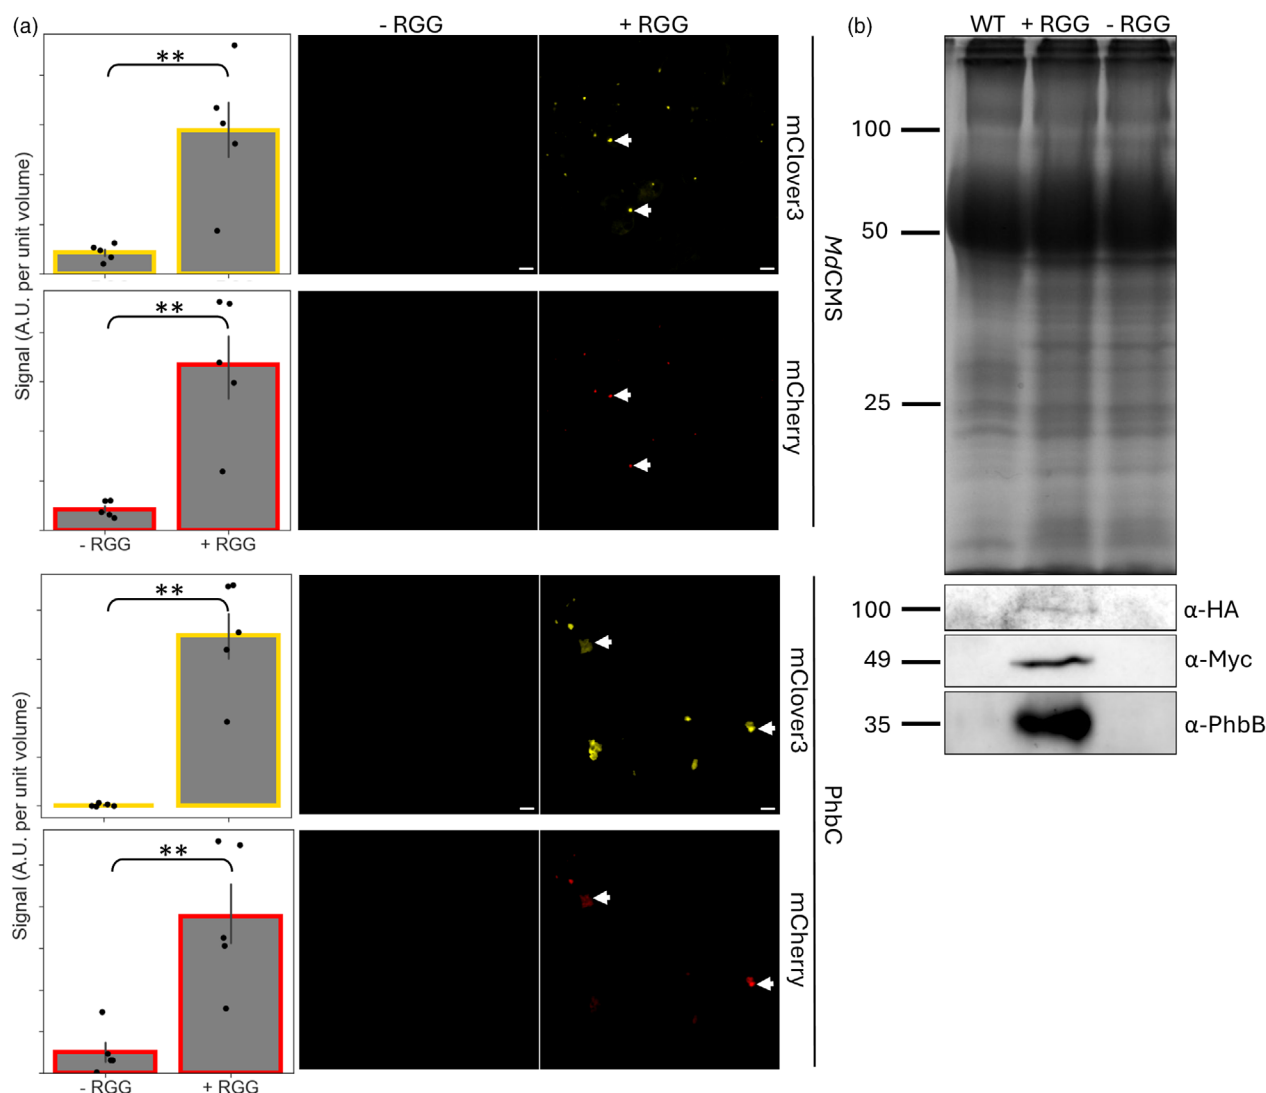 (a)
- RGG
+ RGG
(b)
WT + RGG - RGG
**
Signal (A.U. per unit volume)
mClover3
**
mCherry
- RGG
+ RGG
MdCMS
**
Signal (A.U. per unit volume)
mClover3
**
mCherry
- RGG
+ RGG
PhbC
100
50
25
100
α-HA
49
α-Myc
35
α-PhbB